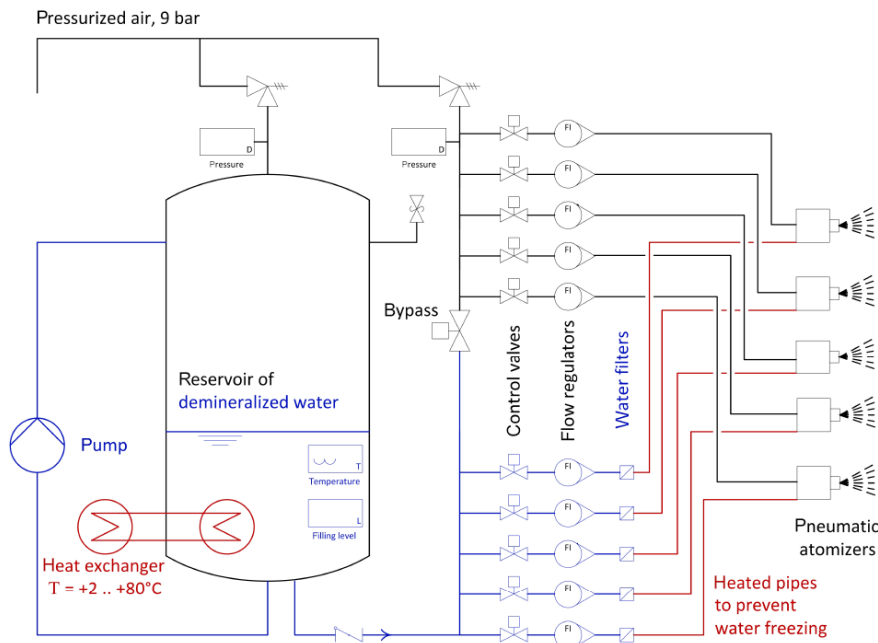 Pressurized air, 9 bar
D
Pressure
D
Pressure
FI
FI
FI
FI
FI
Bypass
Control valves
Flow regulators
Water filters
Reservoir of
demineralized water
Pump
T
Temperature
L
Filling level
Heat exchanger
T = +2 .. +80°C
FI
FI
FI
FI
FI
Pneumatic
atomizers
Heated pipes
to prevent
water freezing